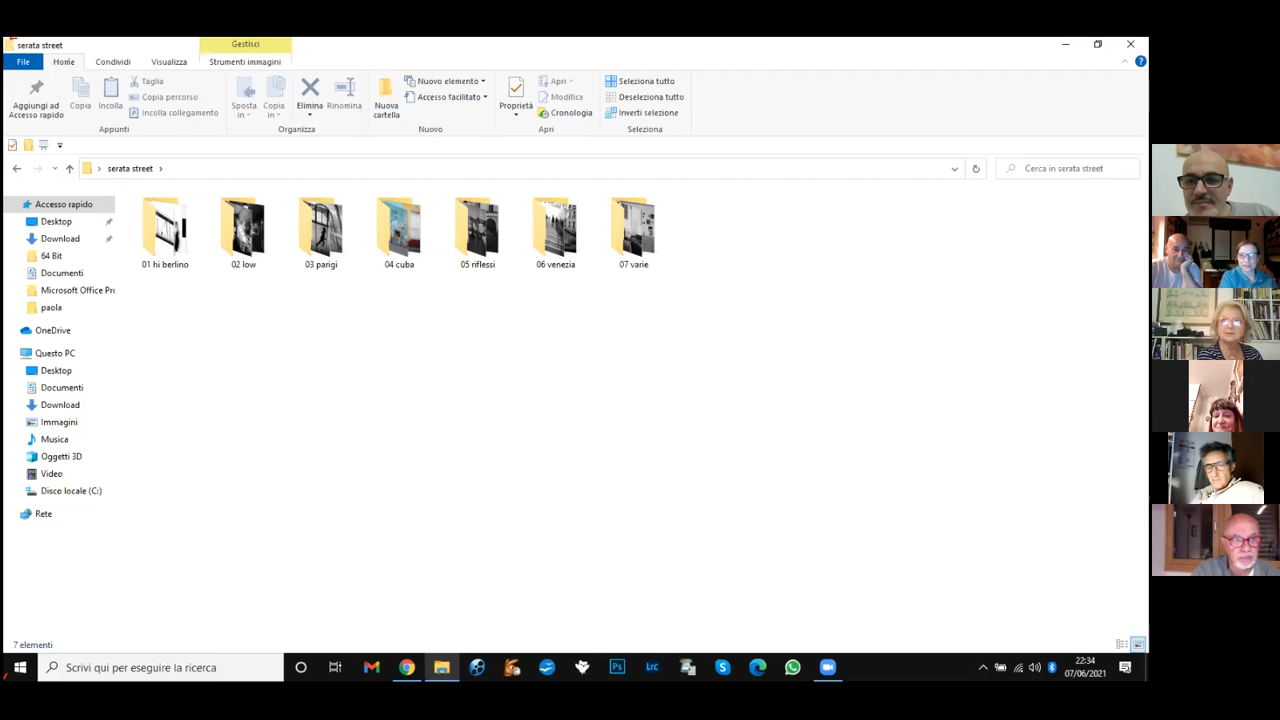 serata street
Gestisci
File
Home
Condividi
Visualizza
Strumenti immagini
Aggiungi ad
Accesso rapido
Copia
Incolla
Taglia
Copia percorso
Incolla collegamento
Appunti
Sposta
in
Copia
in
Elimina
Rinomina
Organizza
Nuova
cartella
Nuovo elemento
Accesso facilitato
Nuovo
Proprietà
Apri
Modifica
Cronologia
Apri
Seleziona tutto
Deseleziona tutto
Inverti selezione
Seleziona
serata street
Cerca in serata street
Accesso rapido
Desktop
Download
64 Bit
Documenti
Microsoft Office Pro
paola
OneDrive
Questo PC
Desktop
Documenti
Download
Immagini
Musica
Oggetti 3D
Video
Disco locale (C:)
Rete
01 hi berlino
02 low
03 parigi
04 cuba
05 riflessi
06 venezia
07 varie
7 elementi
Scrivi qui per eseguire la ricerca
Ps
Lrc
22:34
07/06/2021